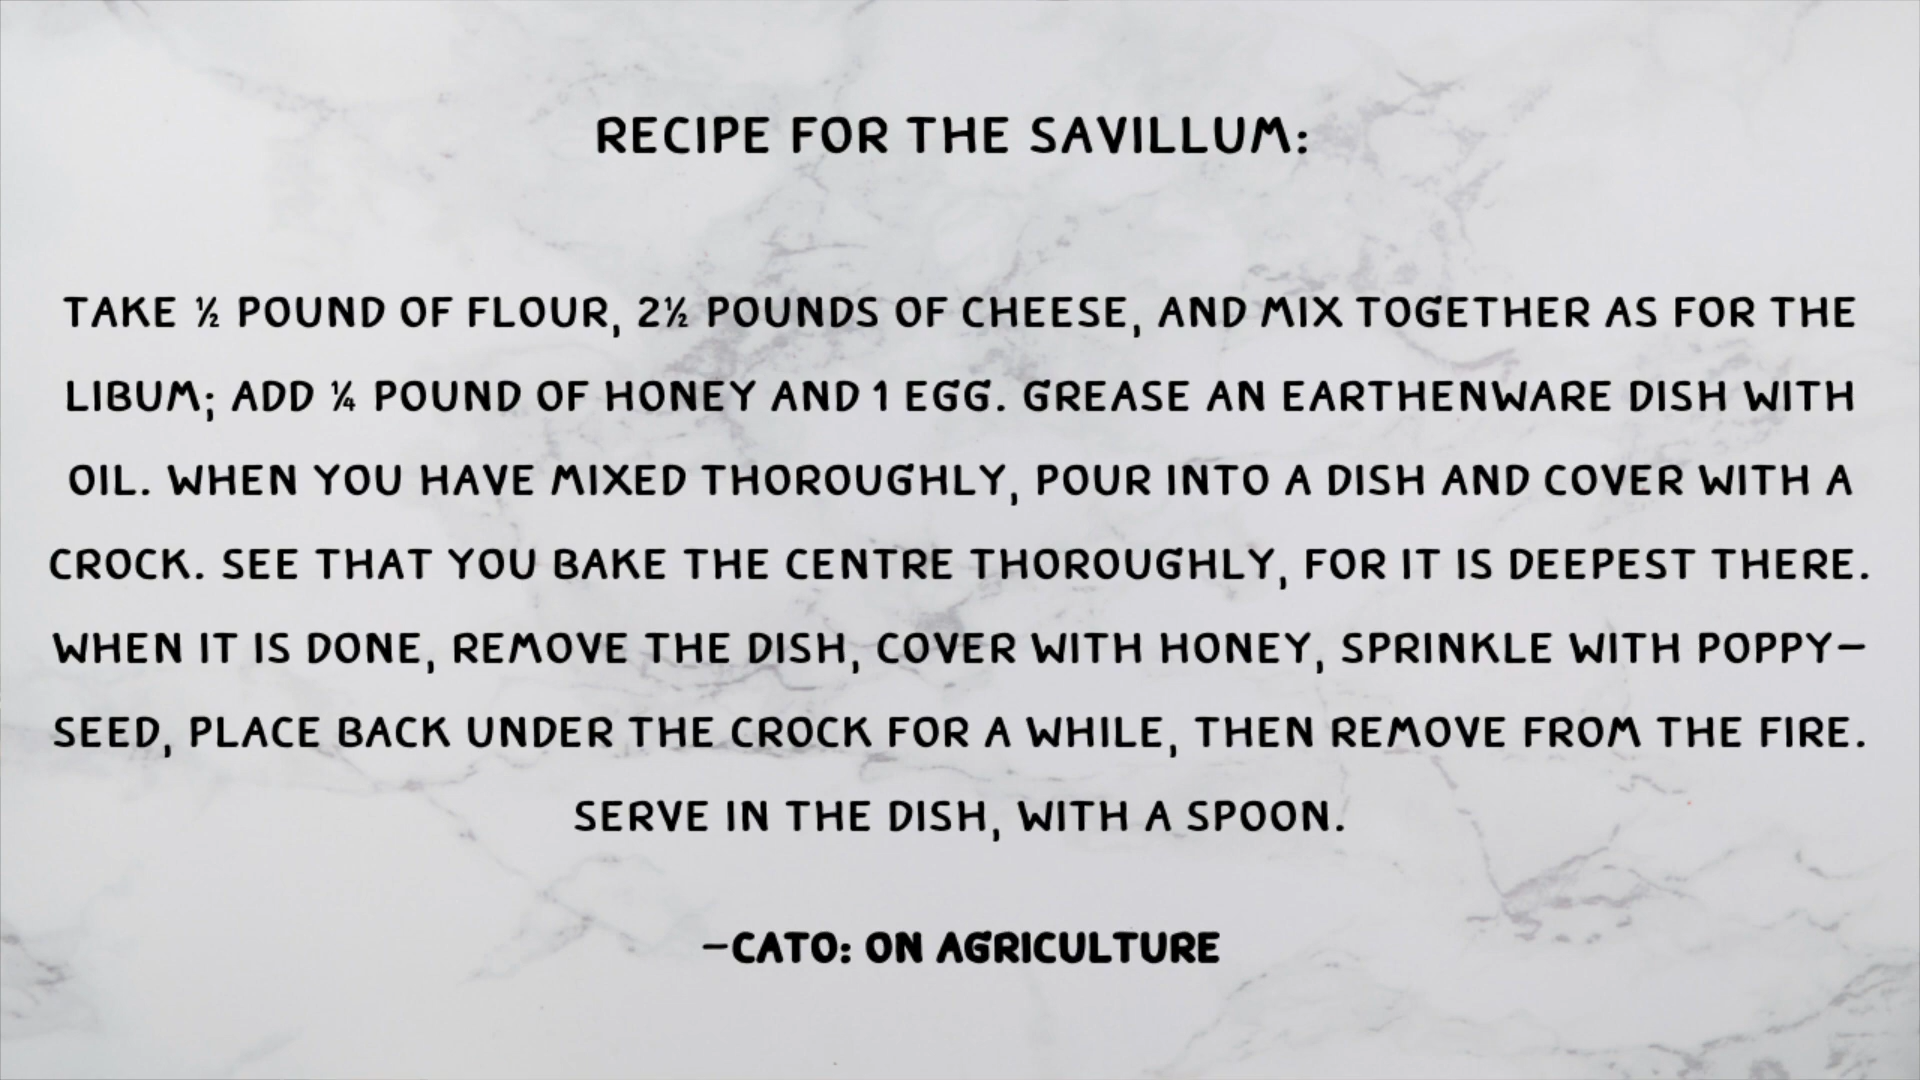 RECIPE FOR THE SAVILLUM:
TAKE ½ POUND OF FLOUR, 2½ POUNDS OF CHEESE, AND MIX TOGETHER AS FOR THE
LIBUM; ADD ¼ POUND OF HONEY AND 1 EGG. GREASE AN EARTHENWARE DISH WITH
OIL. WHEN YOU HAVE MIXED THOROUGHLY, POUR INTO A DISH AND COVER WITH A
CROCK. SEE THAT YOU BAKE THE CENTRE THOROUGHLY, FOR IT IS DEEPEST THERE.
WHEN IT IS DONE, REMOVE THE DISH, COVER WITH HONEY, SPRINKLE WITH POPPY-
SEED, PLACE BACK UNDER THE CROCK FOR A WHILE, THEN REMOVE FROM THE FIRE.
SERVE IN THE DISH, WITH A SPOON.
-CATO: ON AGRICULTURE